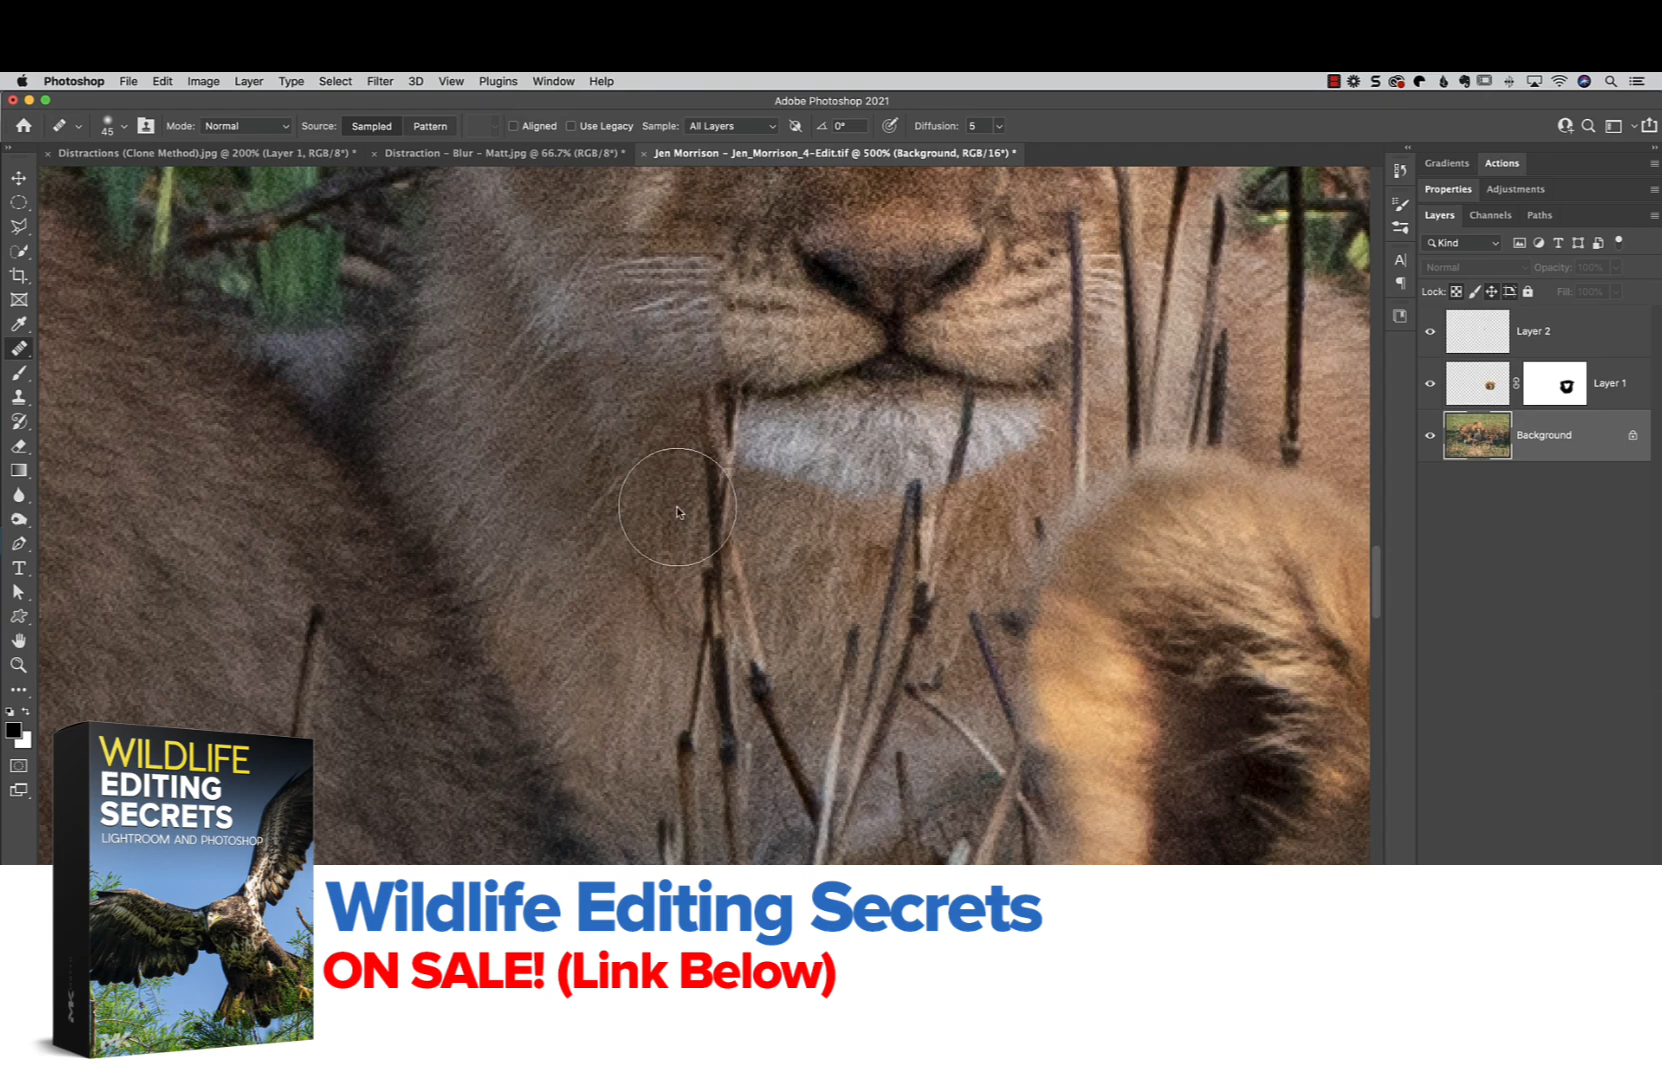 Photoshop File Edit Image Layer Type Select Filter 3D View Plugins Window Help
Adobe Photoshop 2021
45 Mode: Normal Source: Sampled Pattern Aligned Use Legacy Sample: All Layers 0° Diffusion: 5
Distractions (Clone Method).jpg @ 200% (Layer 1, RGB/8*) *
Distraction - Blur - Matt.jpg @ 66.7% (RGB/8*) *
Jen Morrison - Jen_Morrison_4-Edit.tif @ 500% (Background, RGB/16*) *
Gradients Actions
Properties Adjustments
Layers Channels Paths
Kind
Normal Opacity: 100%
Lock: Fill: 100%
Layer 2
Layer 1
Background
WILDLIFE
EDITING
SECRETS
LIGHTROOM AND PHOTOSHOP
MK
Wildlife Editing Secrets
ON SALE! (Link Below)